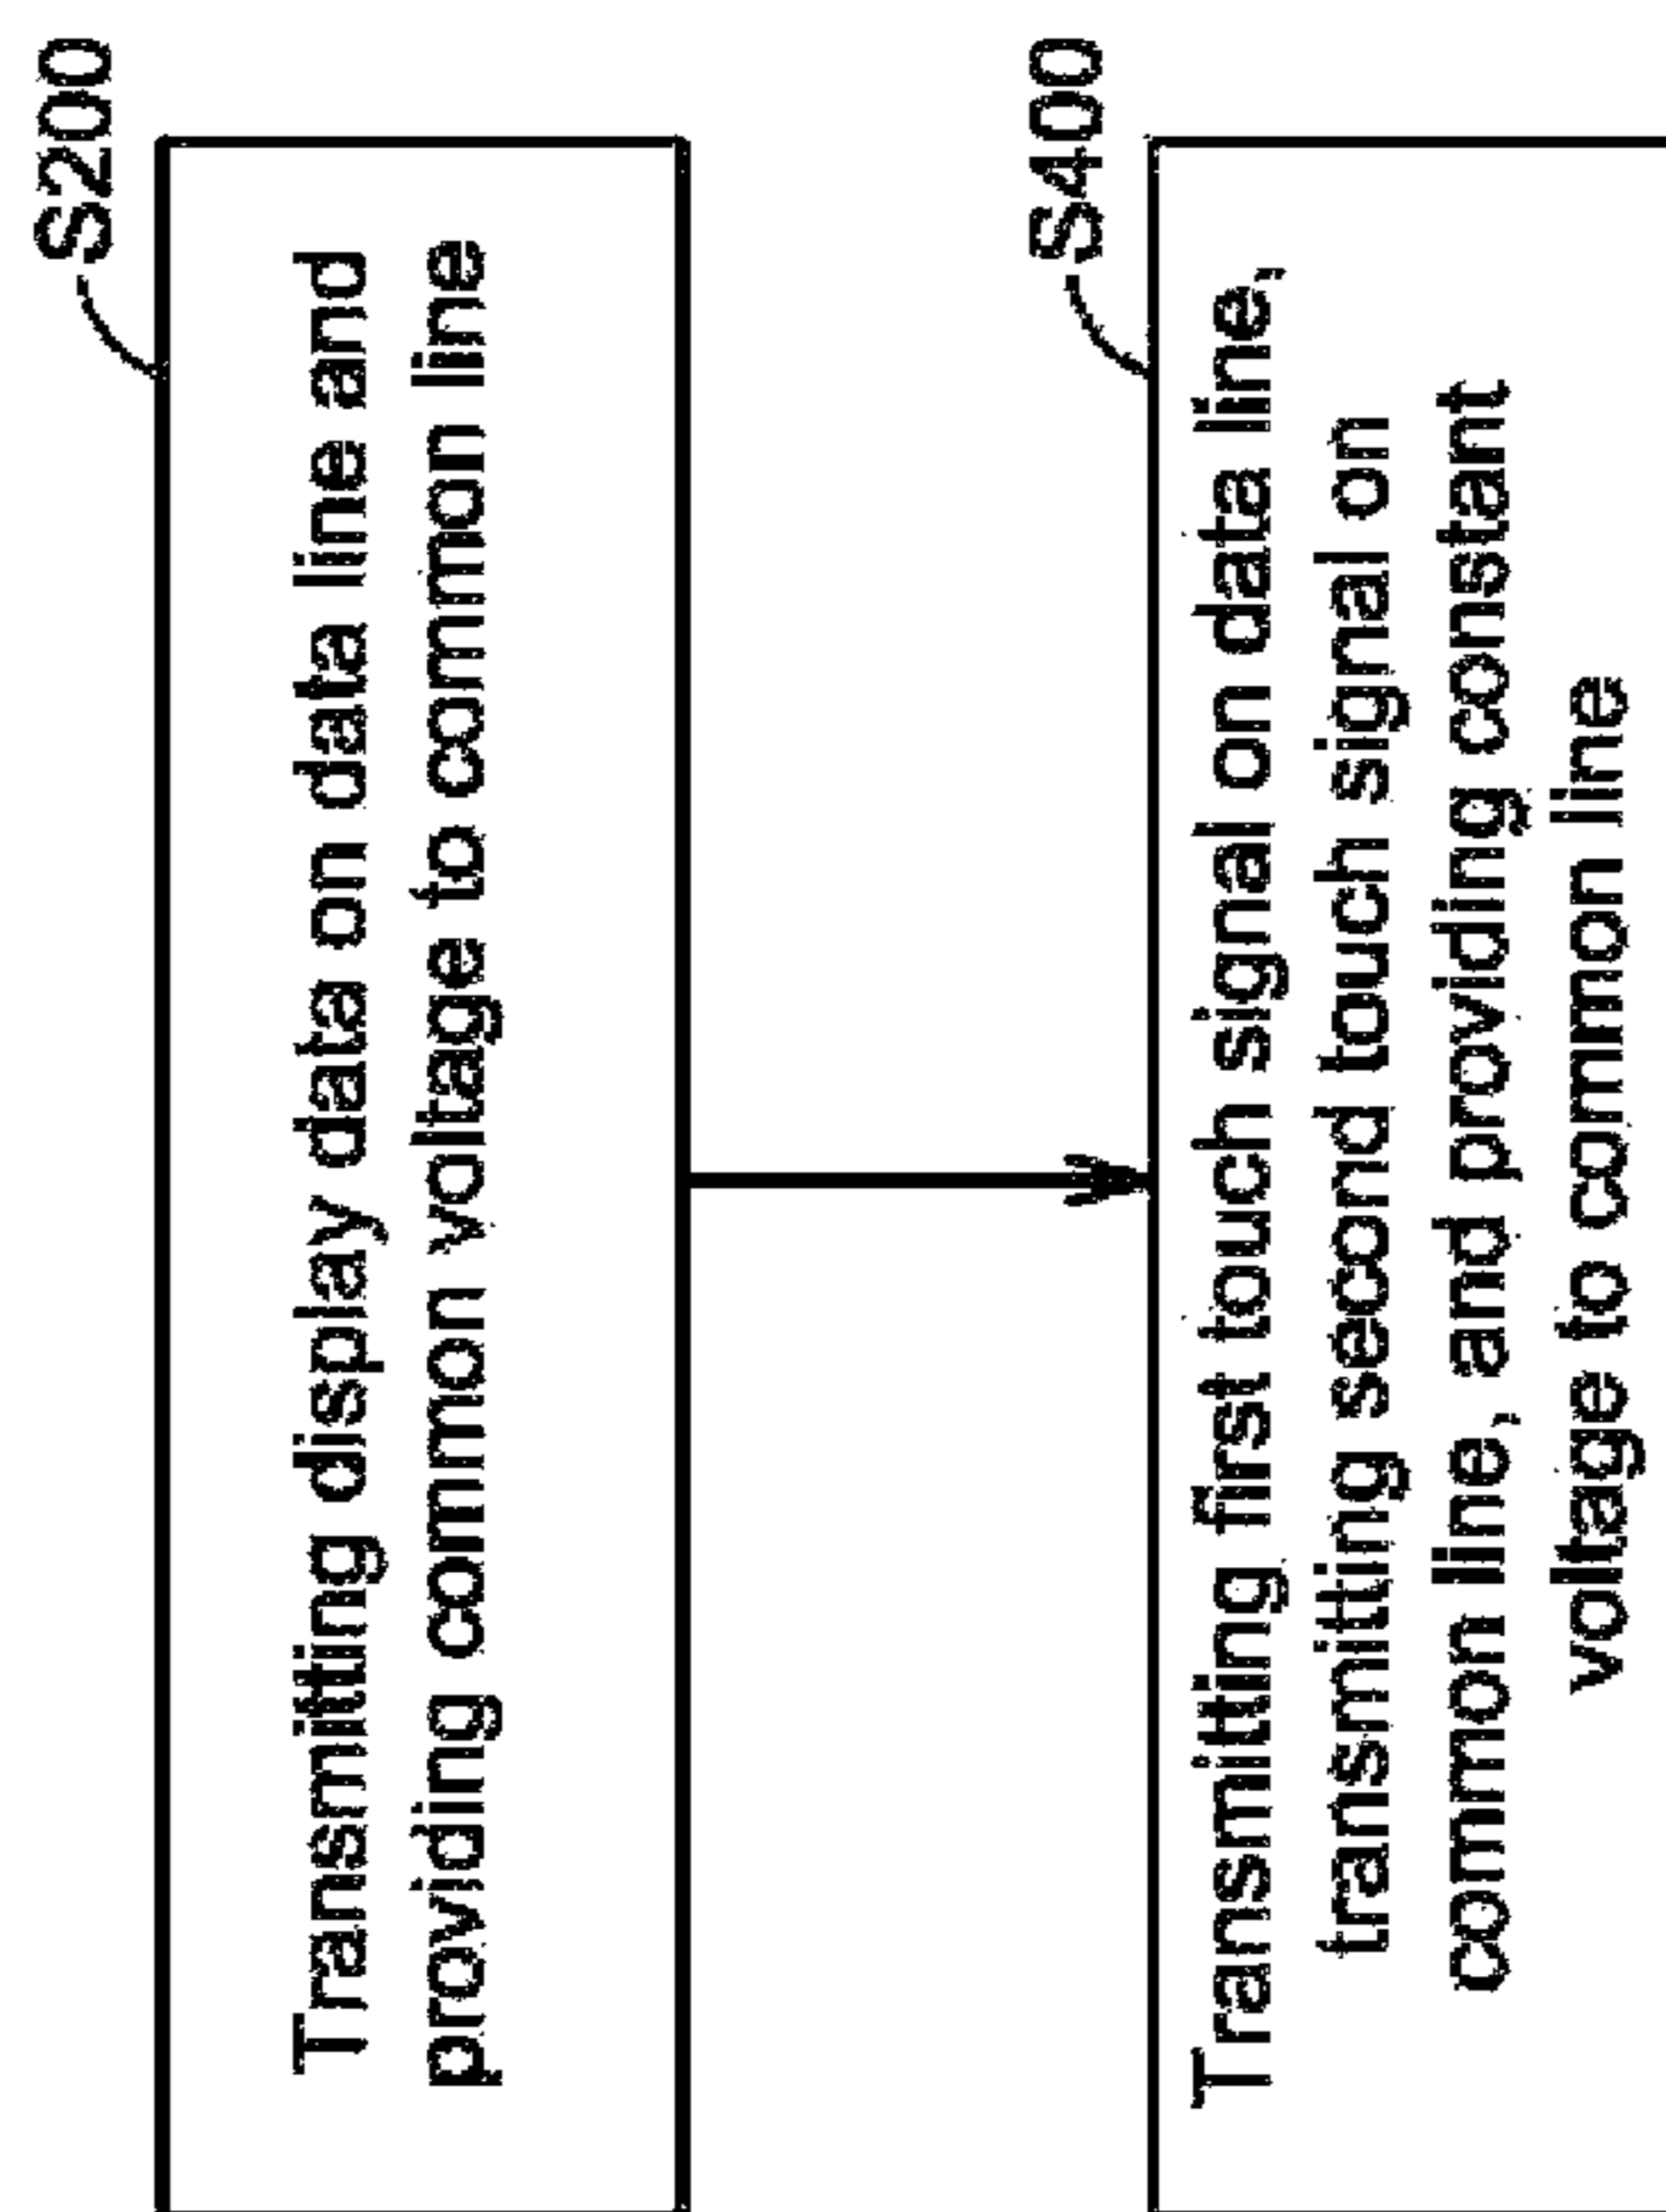 S200
Transmitting display data on data line and
providing common voltage to common line
S400
Transmitting first touch signal on data line,
transmitting second touch signal on
common line, and providing constant
voltage to common line